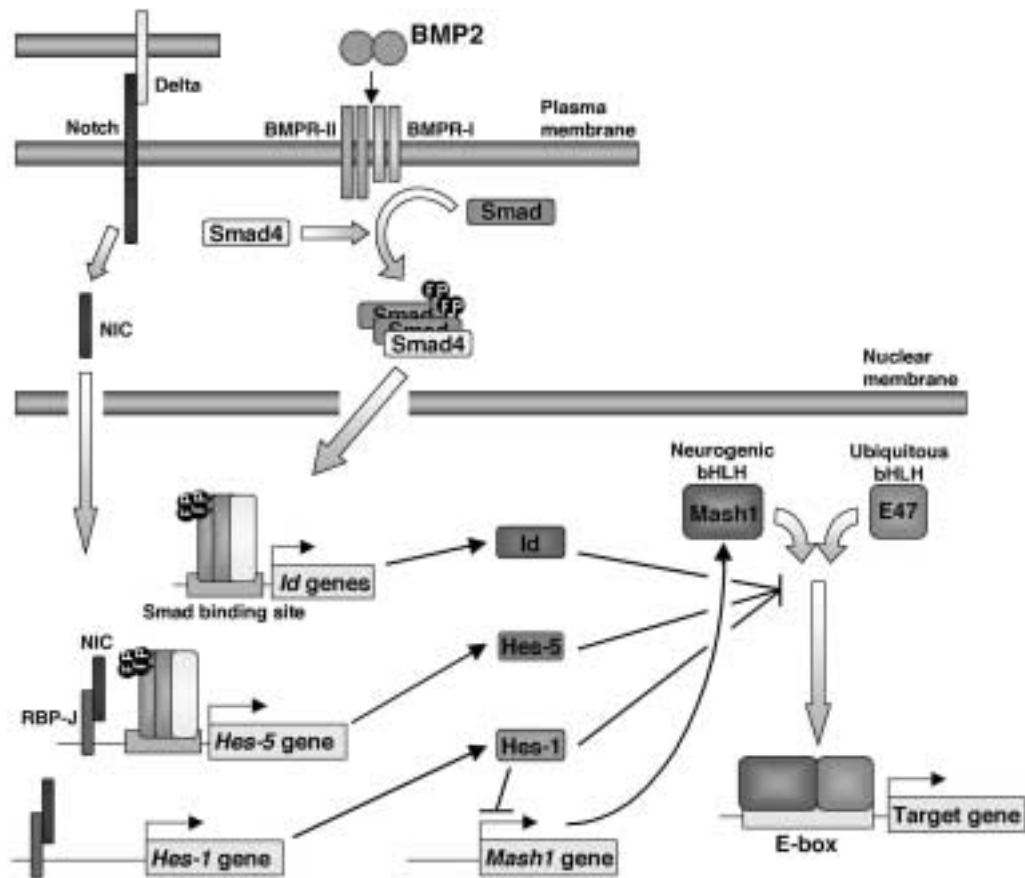 BMP2
Delta
Notch
BMPR-II
BMPR-I
Plasma
membrane
Smad4
Smad
P
P
Smad
Smad
Smad4
NIC
Nuclear
membrane
Neurogenic
bHLH
Ubiquitous
bHLH
Mash1
E47
Id
Id genes
Smad binding site
NIC
Hes-5
RBP-J
Hes-5 gene
Hes-1
Hes-1 gene
Mash1 gene
Target gene
E-box